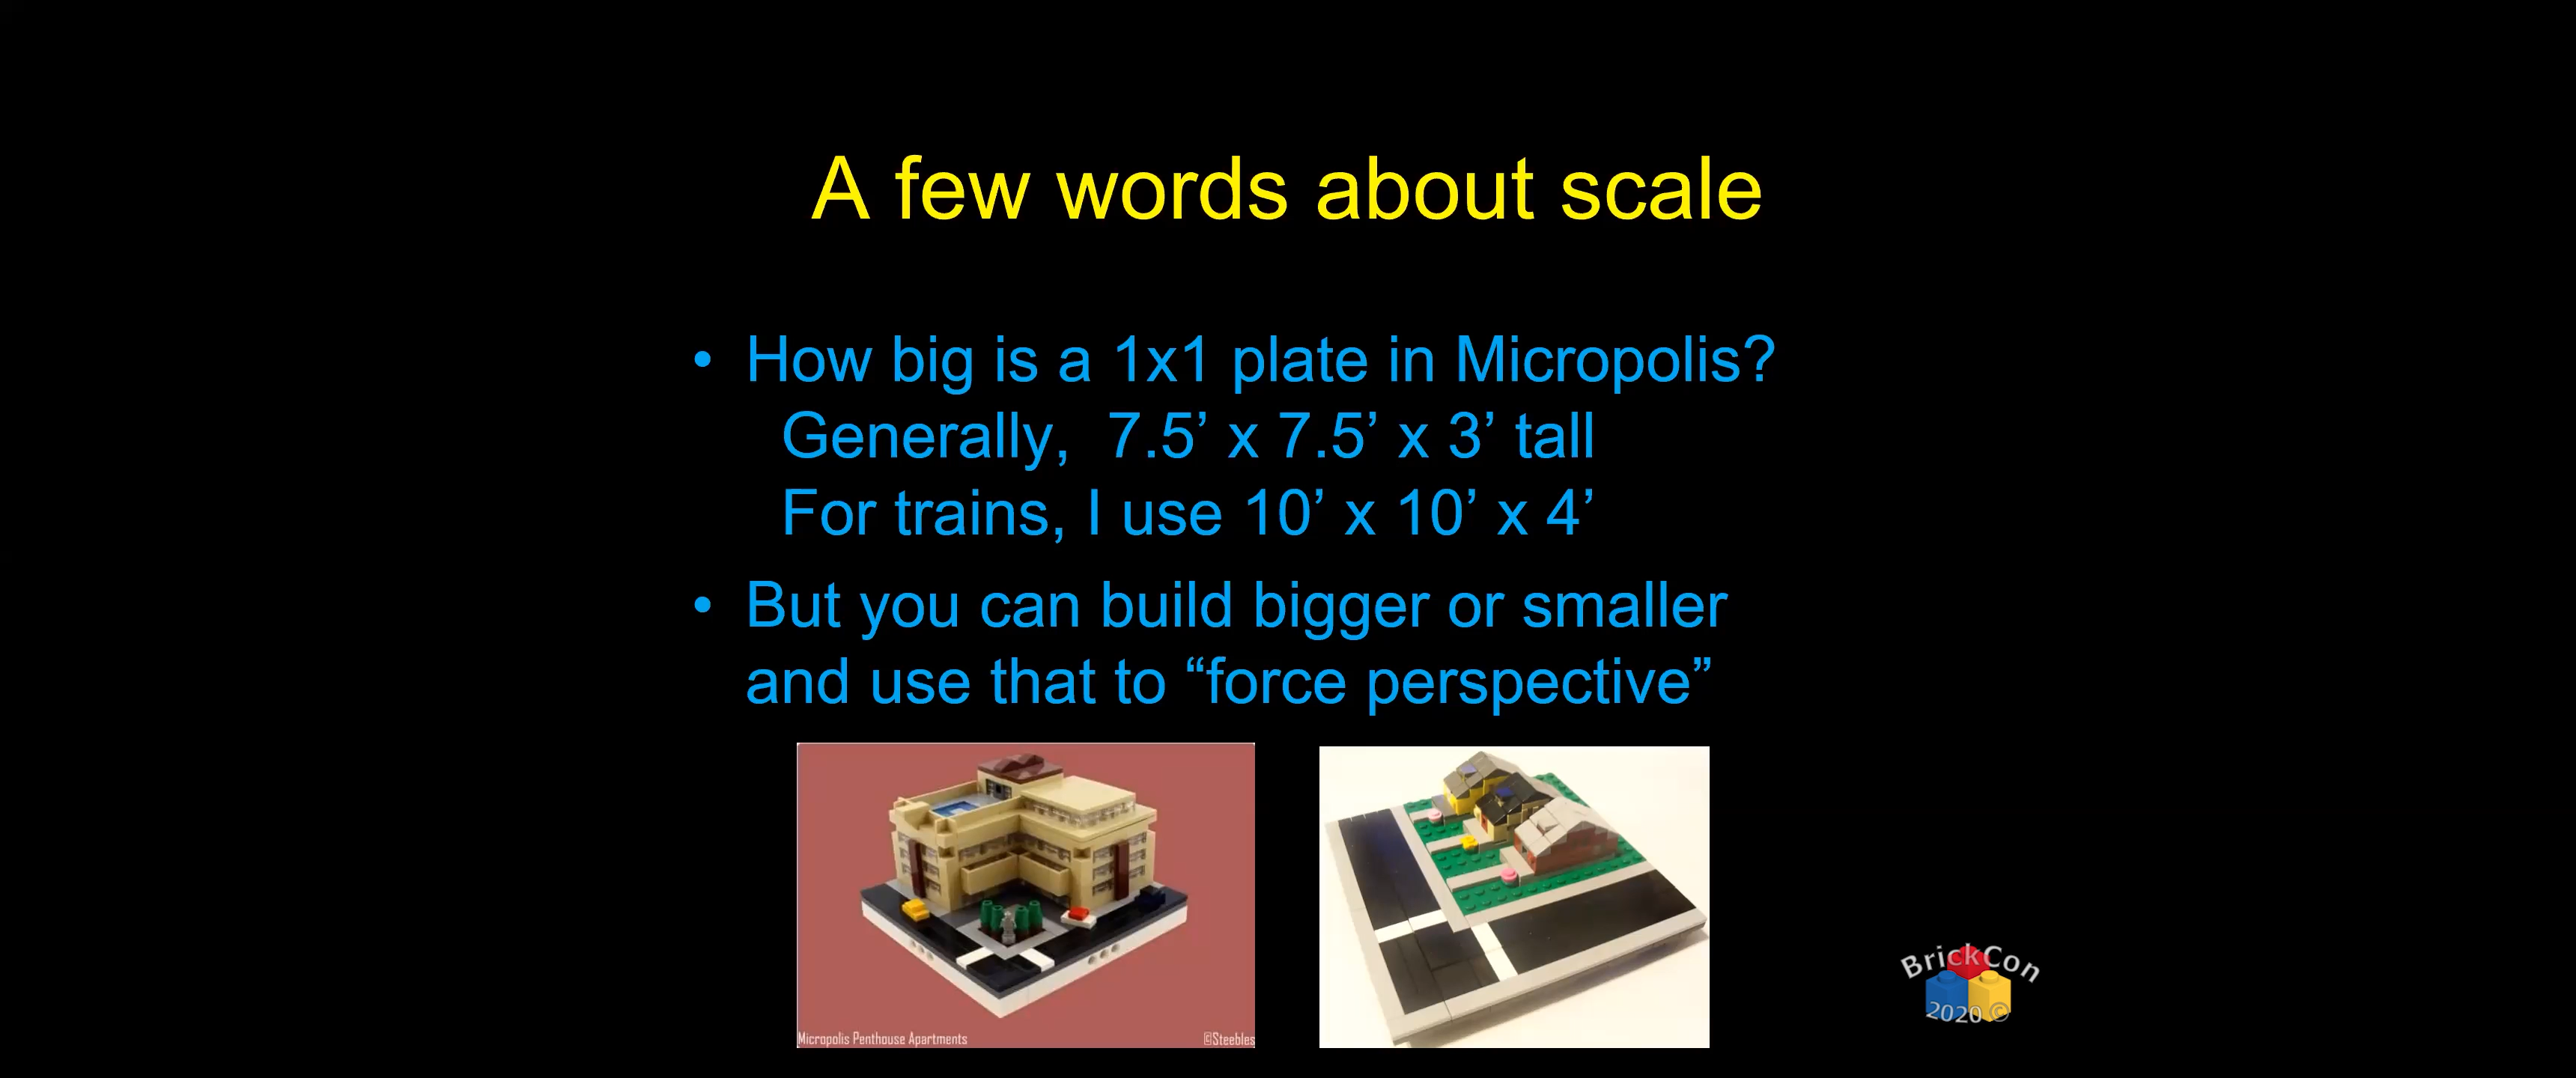 A few words about scale
• How big is a 1x1 plate in Micropolis?
Generally,  7.5’ x 7.5’ x 3’ tall
For trains, I use 10’ x 10’ x 4’
• But you can build bigger or smaller
and use that to “force perspective”
Micropolis Penthouse Apartments
©Steebles
BrickCon
2020 ©